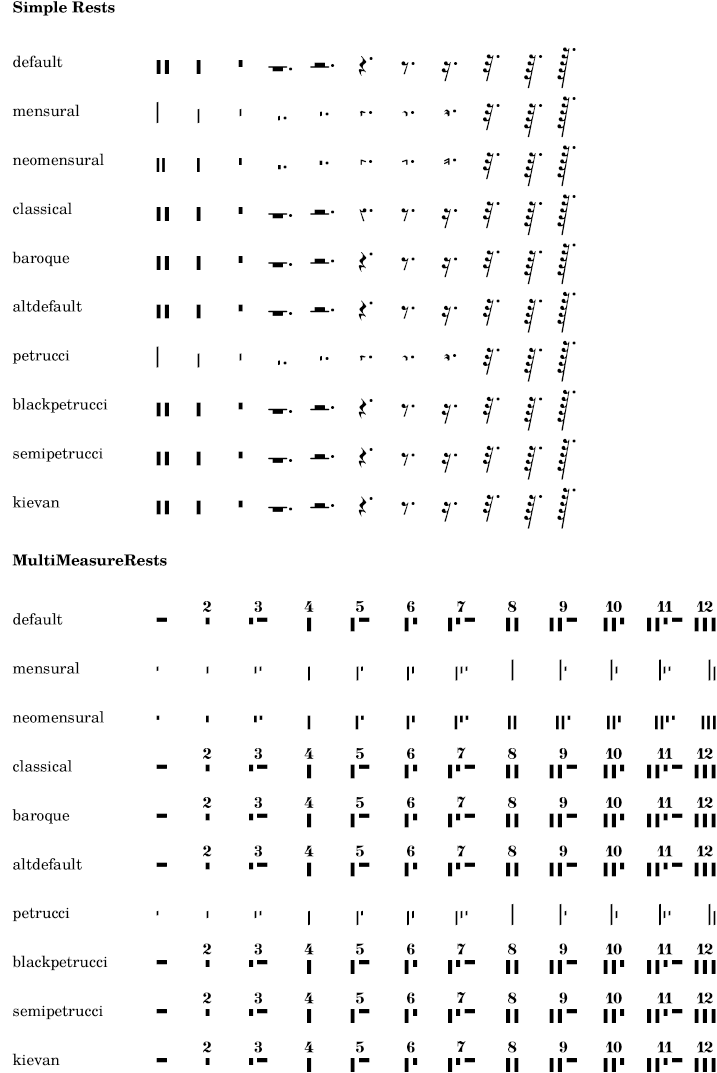 Simple Rests
default
mensural
neomensural
classical
baroque
altdefault
petrucci
blackpetrucci
semipetrucci
kievan
MultiMeasureRests
2 3 4 5 6 7 8 9 10 11 12
default
mensural
neomensural
2 3 4 5 6 7 8 9 10 11 12
classical
2 3 4 5 6 7 8 9 10 11 12
baroque
2 3 4 5 6 7 8 9 10 11 12
altdefault
petrucci
2 3 4 5 6 7 8 9 10 11 12
blackpetrucci
2 3 4 5 6 7 8 9 10 11 12
semipetrucci
2 3 4 5 6 7 8 9 10 11 12
kievan